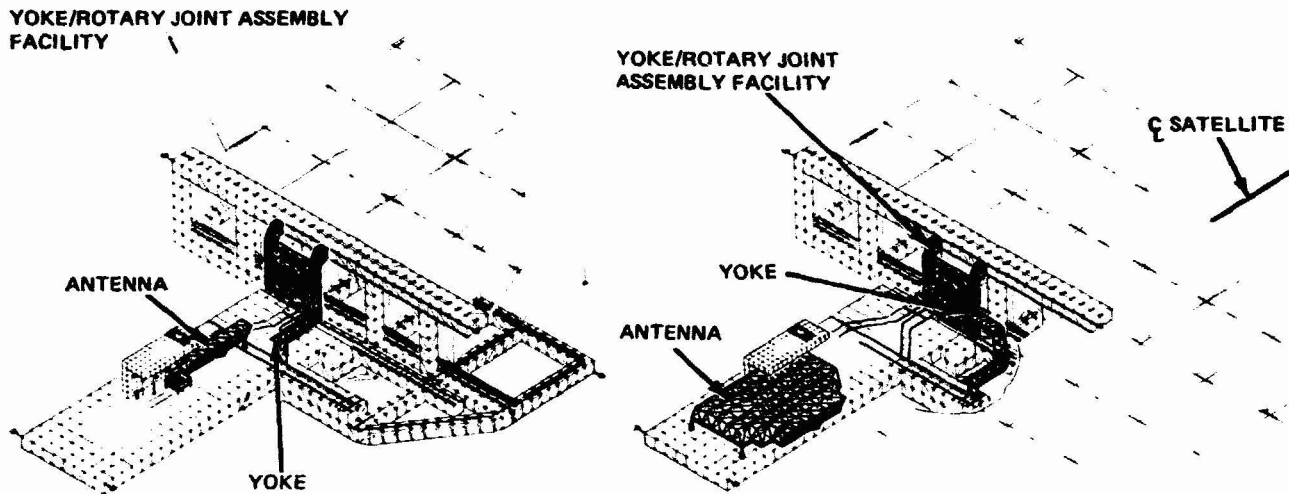 YOKE/ROTARY JOINT ASSEMBLY
FACILITY
ANTENNA
YOKE
YOKE/ROTARY JOINT
ASSEMBLY FACILITY
℄ SATELLITE
YOKE
ANTENNA